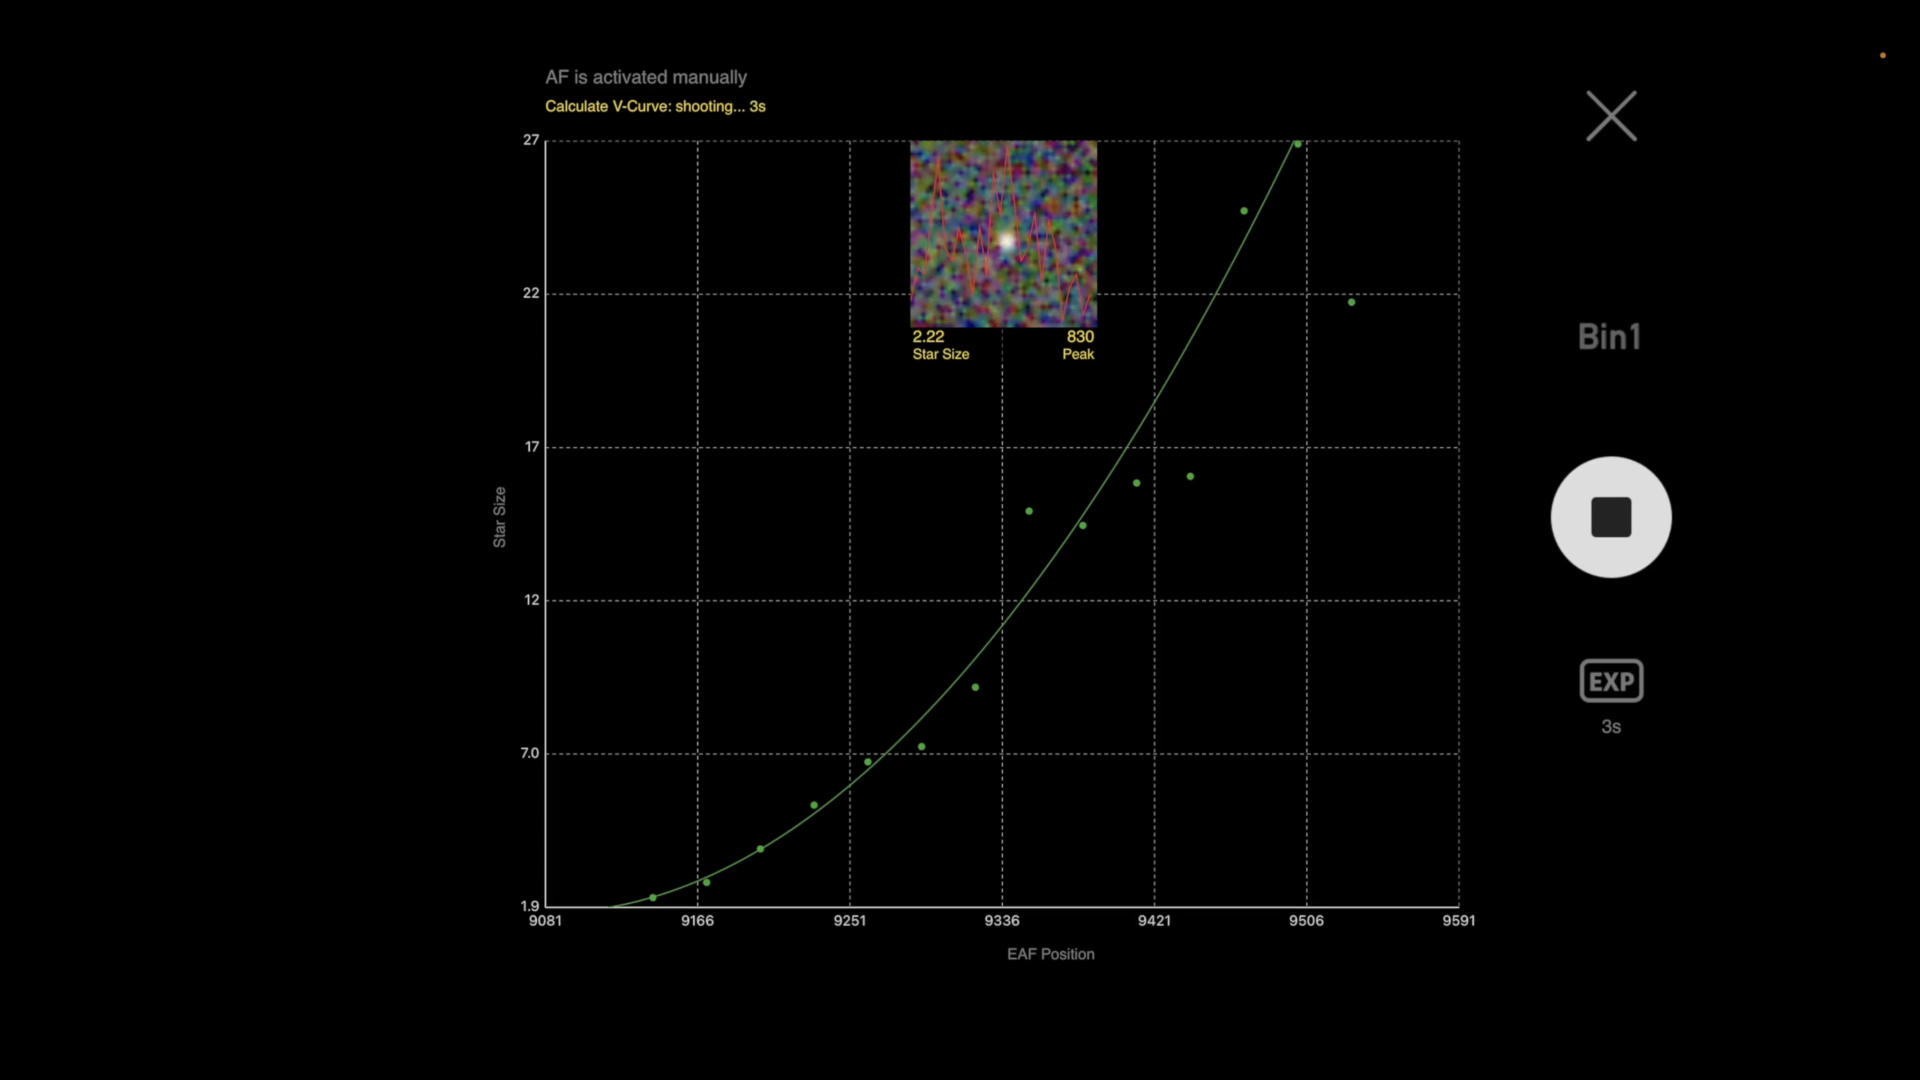 AF is activated manually
Calculate V-Curve: shooting... 3s
27
22
17
12
7.0
1.9
Star Size
2.22
830
Star Size
Peak
9081
9166
9251
9336
9421
9506
9591
EAF Position
Bin1
EXP
3s